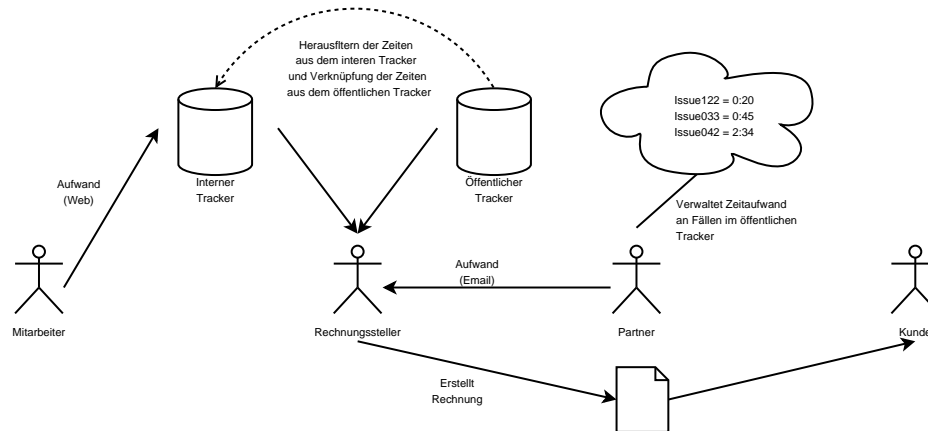 Herausfltern der Zeiten
aus dem interen Tracker
und Verknüpfung der Zeiten
aus dem öffentlichen Tracker
Issue122 = 0:20
Issue033 = 0:45
Issue042 = 2:34
Aufwand
(Web)
Interner
Tracker
Öffentlicher
Tracker
Verwaltet Zeitaufwand
an Fällen im öffentlichen
Tracker
Aufwand
(Email)
Mitarbeiter
Rechnungssteller
Partner
Kunde
Erstellt
Rechnung